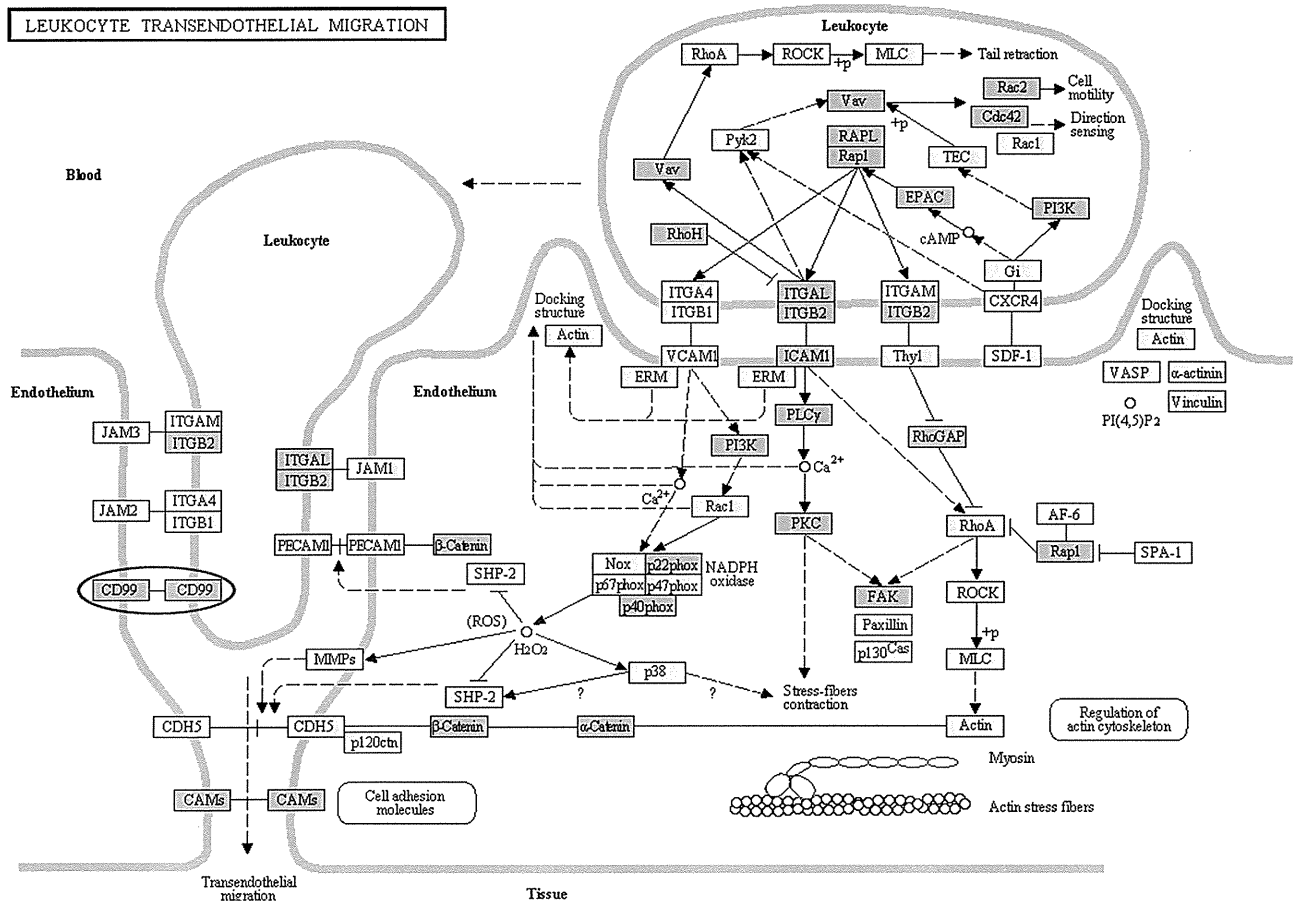 LEUKOCYTE TRANSENDOTHELIAL MIGRATION
Leukocyte
RhoA
ROCK
+p
MLC
Tail retraction
Rac2
Cell
motility
Vav
Cdc42
Direction
sensing
+p
Rac1
Pyk2
RAPL
Rap1
TEC
Blood
Vav
EPAC
PI3K
cAMP
RhoH
Leukocyte
Gi
ITGA4
ITGB1
ITGAL
ITGB2
ITGAM
ITGB2
CXCR4
Docking
structure
Actin
Docking
structure
Actin
VCAM1
ICAM1
Thy1
SDF-1
ERM
ERM
VASP
α-actinin
Vinculin
PI(4,5)P2
Endothelium
Endothelium
PLCγ
JAM3
ITGAM
ITGB2
PI3K
RhoGAP
ITGAL
ITGB2
JAM1
Ca2+
Ca2+
Rac1
JAM2
ITGA4
ITGB1
PKC
RhoA
AF-6
Rap1
SPA-1
PECAM1
PECAM1
β-Catenin
SHP-2
Nox
p22phox
p67phox
p47phox
p40phox
NADPH
oxidase
CD99
CD99
FAK
Paxillin
p130Cas
ROCK
+p
(ROS)
H2O2
MMPs
p38
MLC
SHP-2
?
?
Stress-fibers
contraction
CDH5
CDH5
p120ctn
β-Catenin
α-Catenin
Actin
Regulation of
actin cytoskeleton
Myosin
CAMs
CAMs
Cell adhesion
molecules
Actin stress fibers
Transendothelial
migration
Tissue